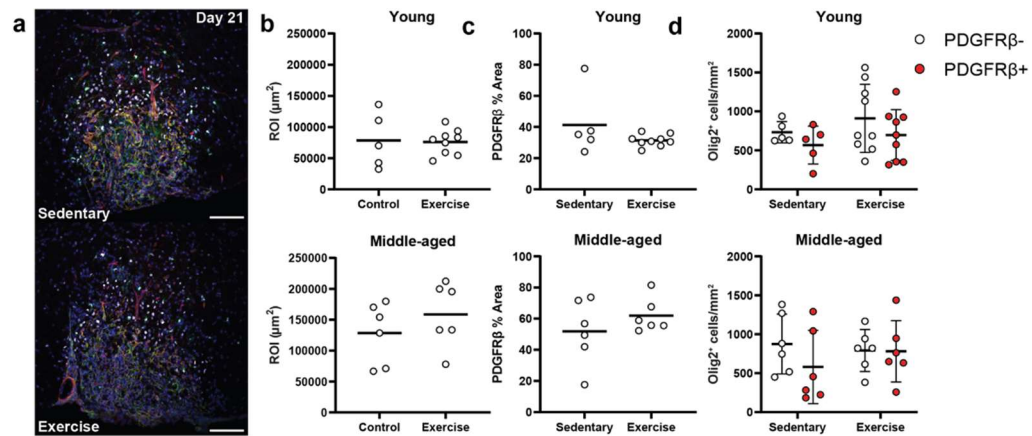 a
Day 21
Sedentary
Exercise
b
Young
ROI (µm²)
250000
200000
150000
100000
50000
0
Control
Exercise
Middle-aged
ROI (µm²)
250000
200000
150000
100000
50000
0
Control
Exercise
c
Young
PDGFRβ % Area
100
80
60
40
20
0
Sedentary
Exercise
Middle-aged
PDGFRβ % Area
100
80
60
40
20
0
Sedentary
Exercise
d
Young
Olig2⁺ cells/mm²
2000
1500
1000
500
0
Sedentary
Exercise
PDGFRβ-
PDGFRβ+
Middle-aged
Olig2⁺ cells/mm²
2000
1500
1000
500
0
Sedentary
Exercise